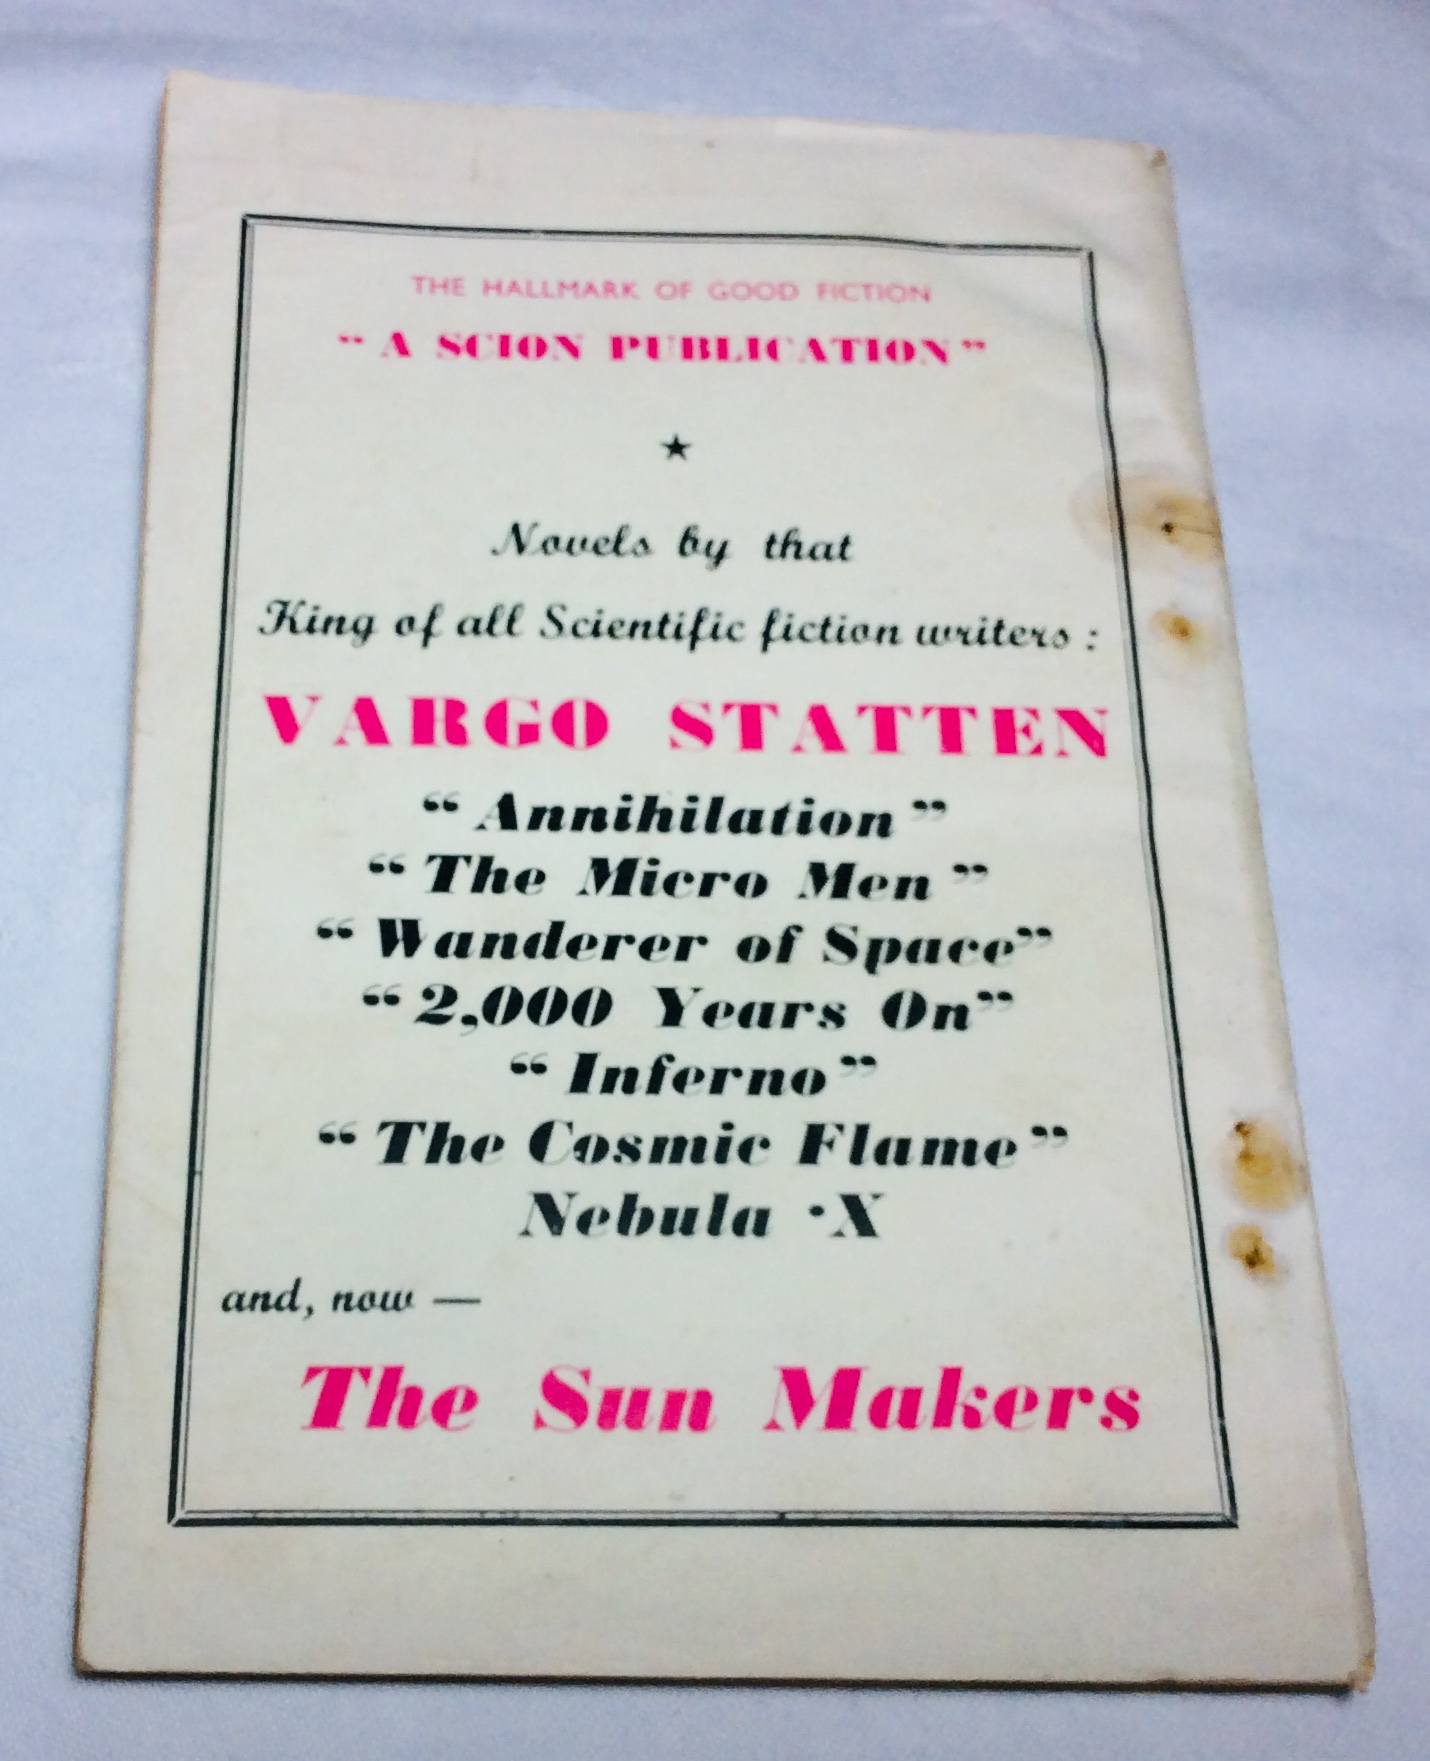 THE HALLMARK OF GOOD FICTION
“A SCION PUBLICATION”
★
Novels by that
King of all Scientific fiction writers :
VARGO STATTEN
“Annihilation”
“The Micro Men”
“Wanderer of Space”
“2,000 Years On”
“Inferno”
“The Cosmic Flame”
Nebula ·X
and, now —
The Sun Makers